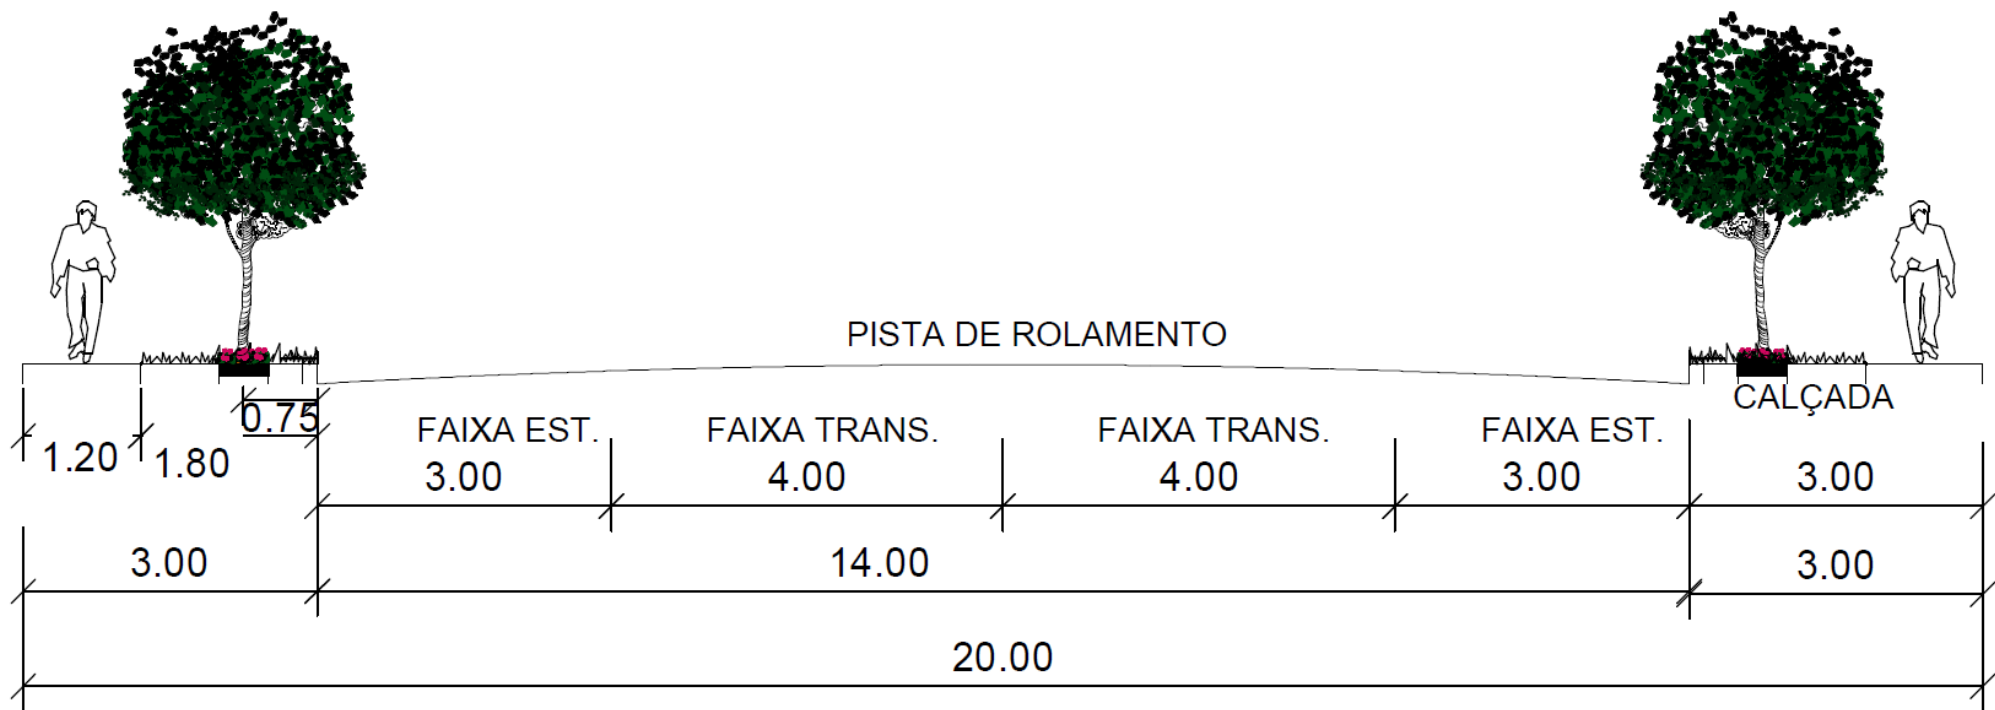 PISTA DE ROLAMENTO
0.75
CALÇADA
FAIXA EST. FAIXA TRANS. FAIXA TRANS. FAIXA EST.
1.20 1.80 3.00 4.00 4.00 3.00 3.00
3.00 14.00 3.00
20.00